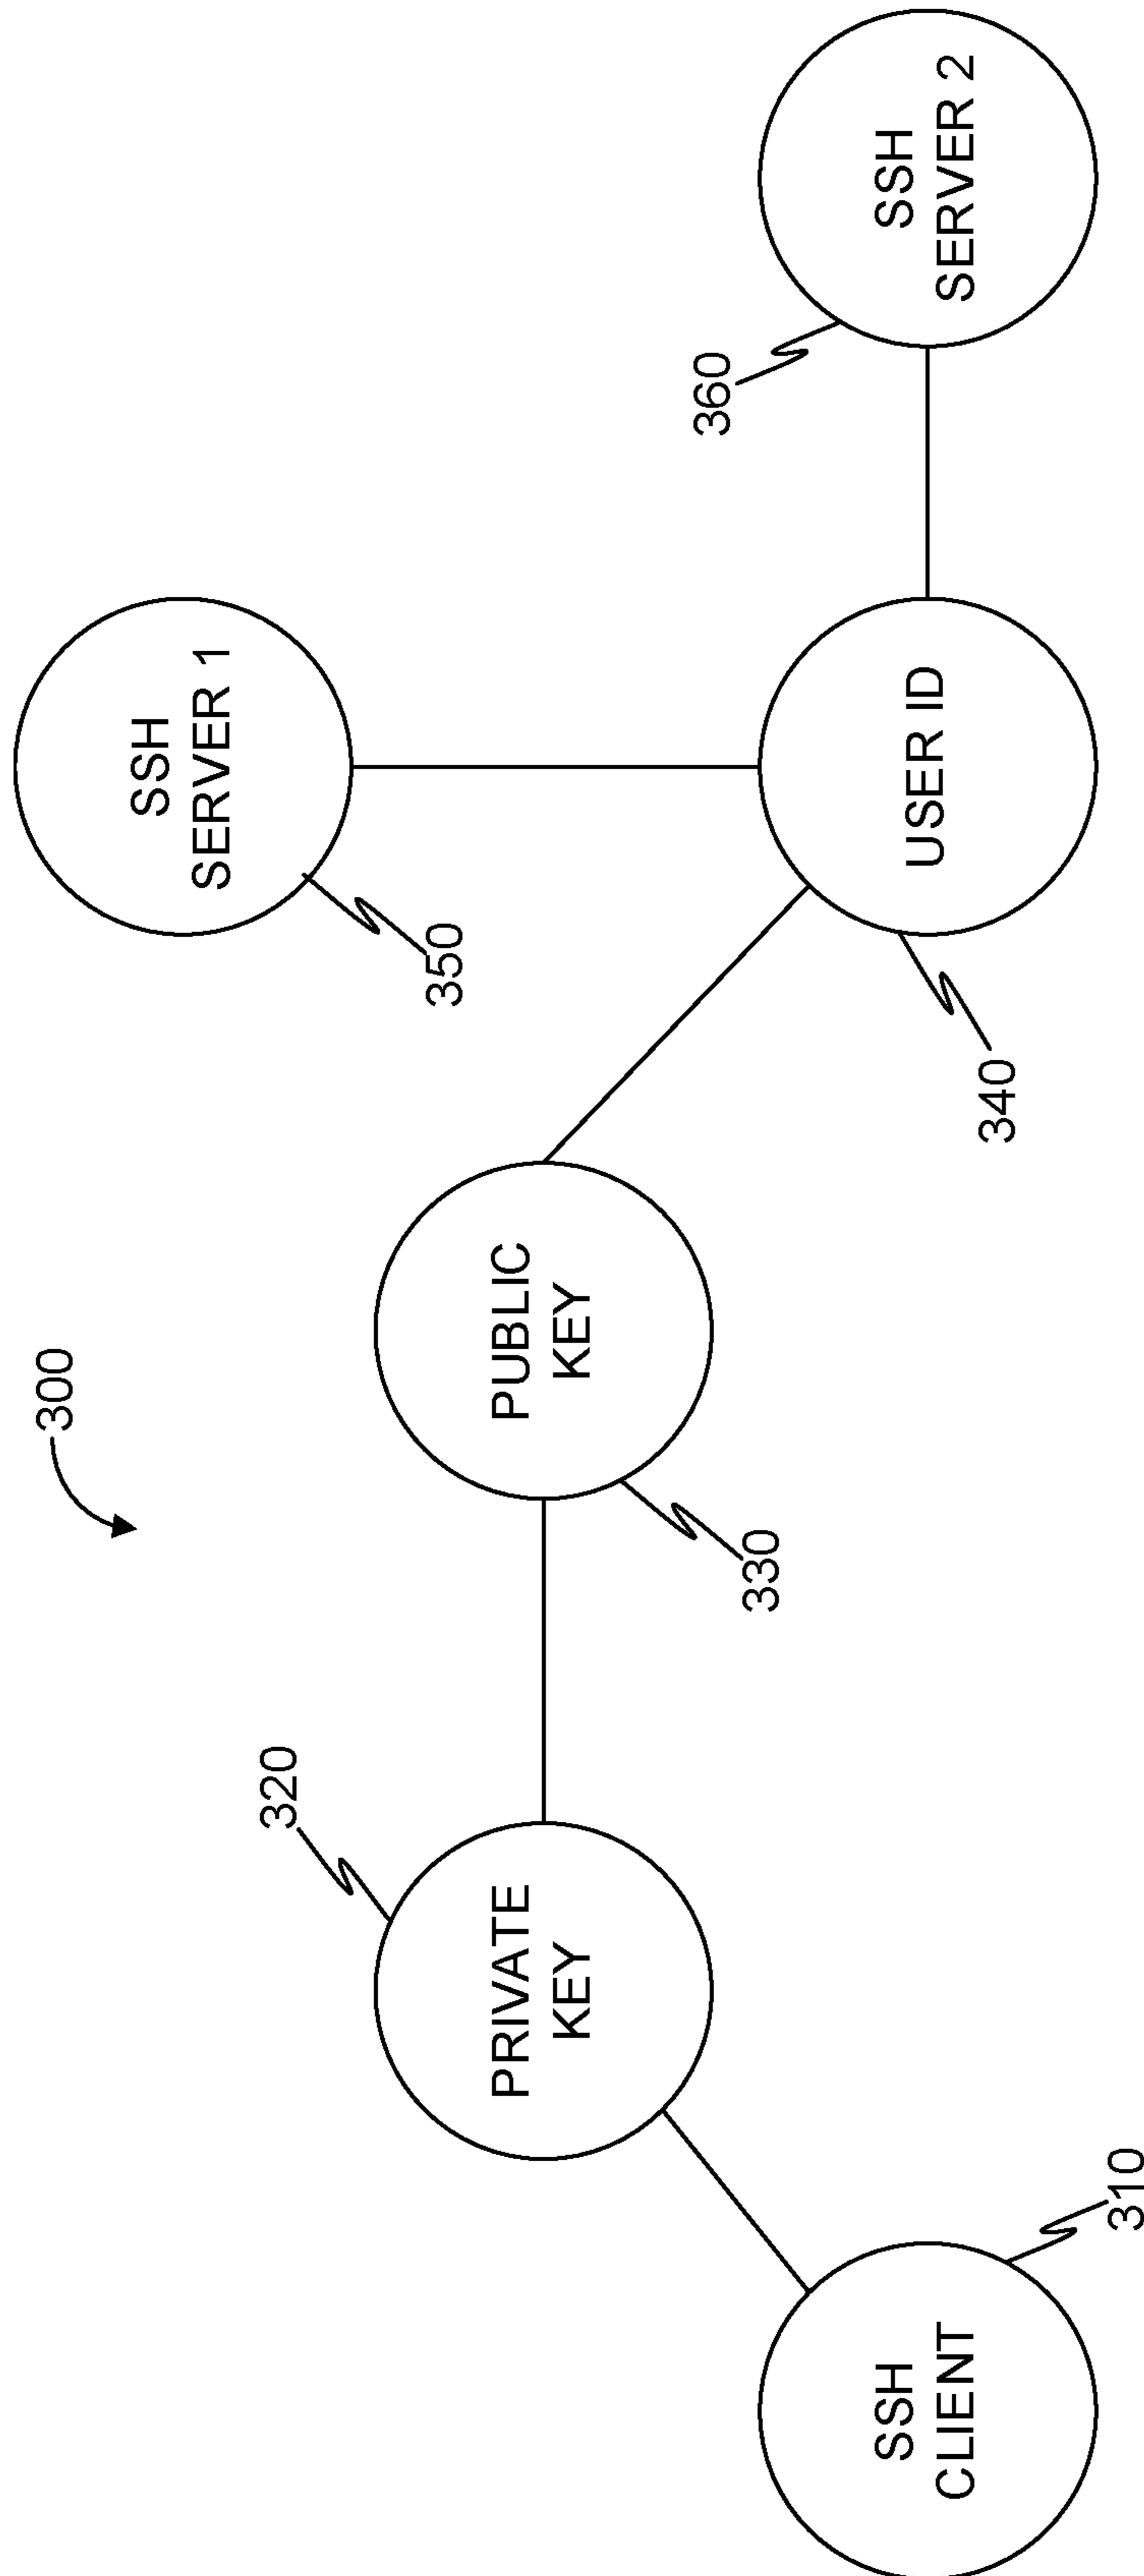 300
SSH
CLIENT
310
PRIVATE
KEY
320
PUBLIC
KEY
330
USER ID
340
SSH
SERVER 1
350
SSH
SERVER 2
360